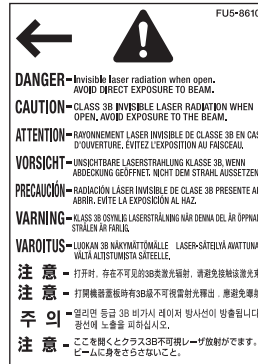 FU5-8610
DANGER - Invisible laser radiation when open.
AVOID DIRECT EXPOSURE TO BEAM.
CAUTION - CLASS 3B INVISIBLE LASER RADIATION WHEN
OPEN. AVOID EXPOSURE TO THE BEAM.
ATTENTION - RAYONNEMENT LASER INVISIBLE DE CLASSE 3B EN CAS
D'OUVERTURE. ÉVITEZ L'EXPOSITION AU FAISCEAU.
VORSICHT - UNSICHTBARE LASERSTRAHLUNG KLASSE 3B, WENN
ABDECKUNG GEÖFFNET. NICHT DEM STRAHL AUSSETZEN
PRECAUCIÓN - RADIACIÓN LÁSER INVISIBLE DE CLASE 3B PRESENTE AL
ABRIR. EVITE LA EXPOSICIÓN AL HAZ.
VARNING - KLASS 3B OSYNLIG LASERSTRÅLNING NÄR DENNA DEL ÄR ÖPPNAD
STRÅLEN ÄR FARLIG.
VAROITUS - LUOKAN 3B NÄKYMÄTTÖMÄLLE LASER-SÄTEILYÄ AVATTUNA
VÄLTÄ ALTISTUMISTA SÄTEELLE.
注意 - 打开时，存在不可见的3B类激光辐射，请避免接触该激光束
注意 - 打開機器蓋板時有3B級不可視雷射光釋出，應避免曝射
주의 - 열리면 등급 3B 비가시 레이저 방사선이 방출됩니다
광선에 노출을 피하십시오.
注意 - ここを開くとクラス3B不可視レーザ放射がでます。
ビームに身をさらさないこと。